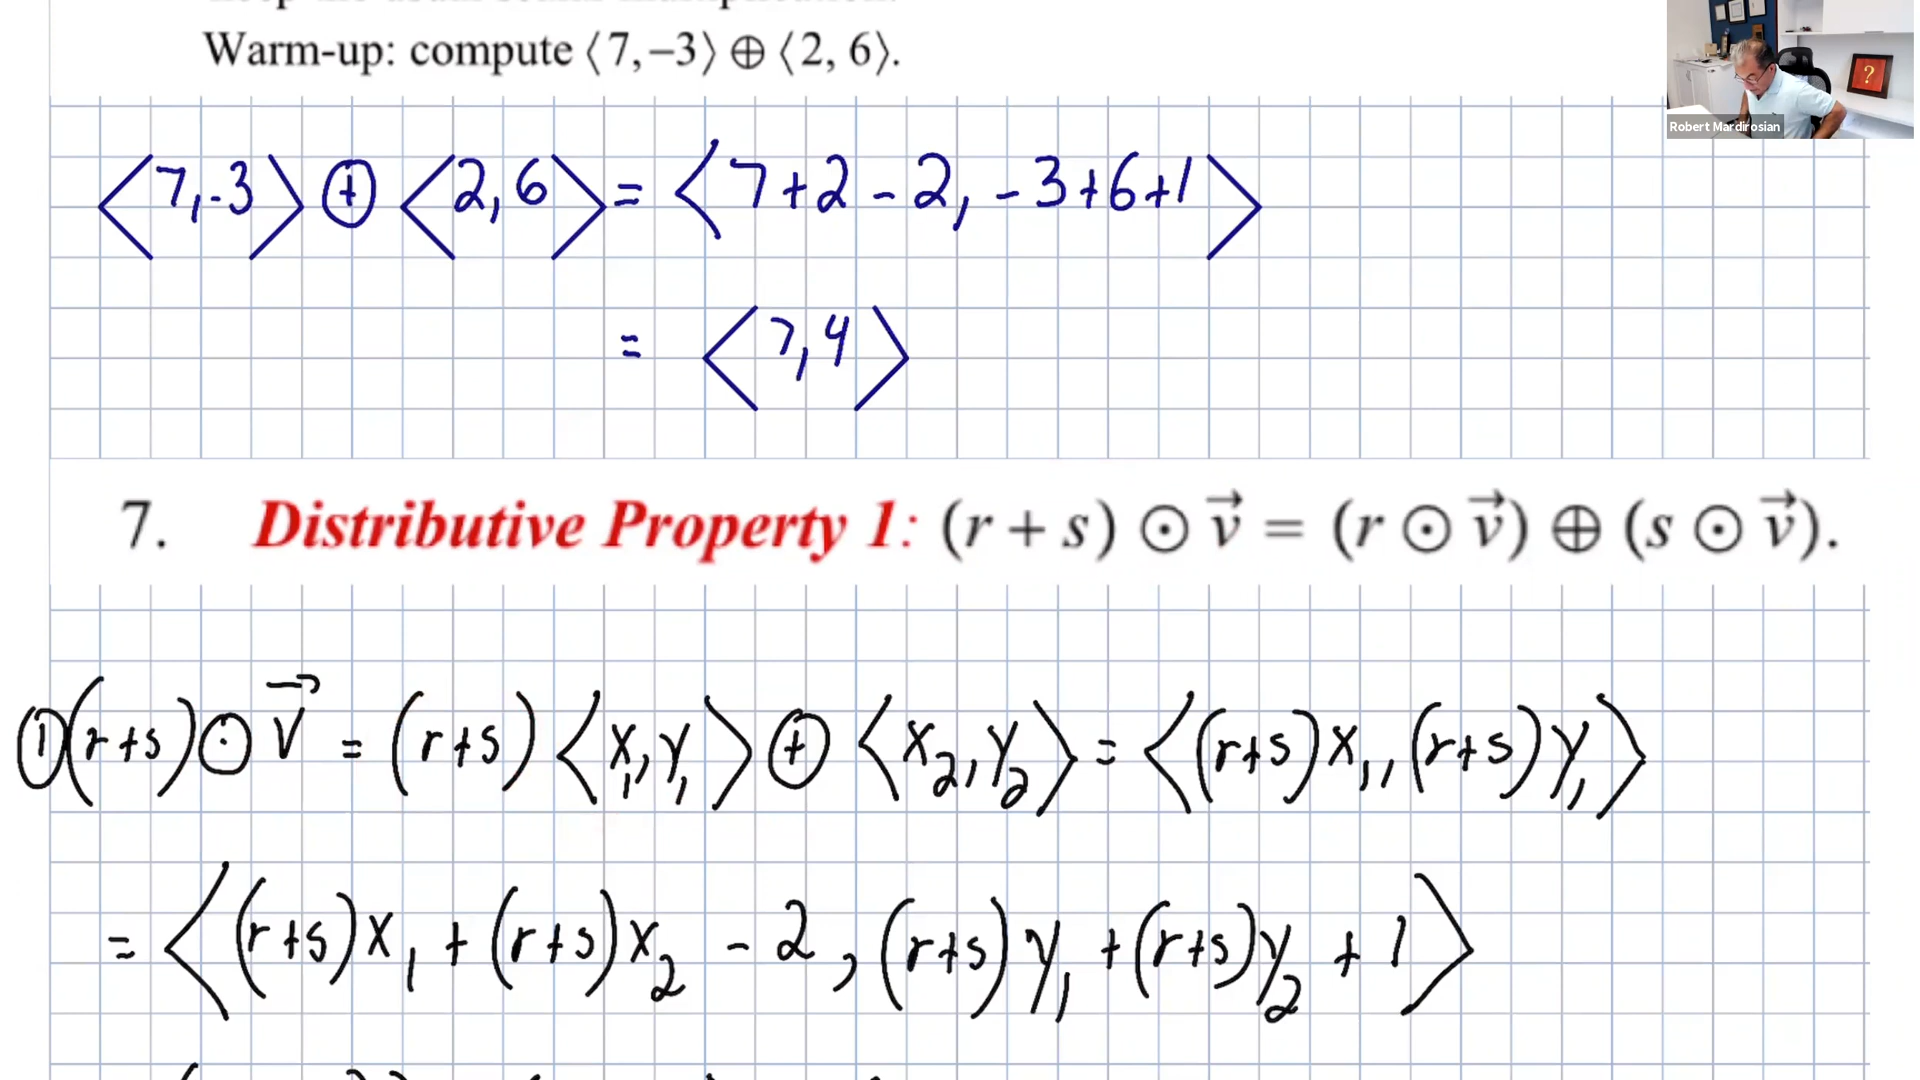 Warm-up: compute ⟨7,−3⟩ ⊕ ⟨2, 6⟩.
Robert Mardirosian
?
⟨7,-3⟩ ⊕ ⟨2,6⟩ = ⟨7+2-2, -3+6+1⟩
= ⟨7,4⟩
7. Distributive Property 1: (r + s) ⊙ v⃗ = (r ⊙ v⃗) ⊕ (s ⊙ v⃗).
① (r+s) ⊙ v⃗ = (r+s) ⟨x₁,y₁⟩ ⊕ ⟨x₂,y₂⟩ = ⟨(r+s)x₁, (r+s)y₁⟩
= ⟨(r+s)x₁ + (r+s)x₂ - 2, (r+s)y₁ + (r+s)y₂ + 1⟩